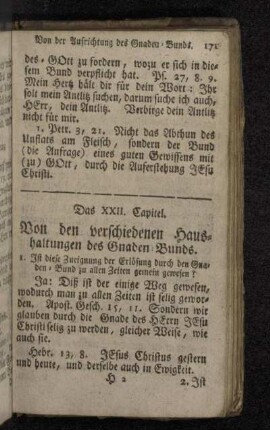 Von der Aufrichtung des Gnaden-Bunds. 171
des-GOtt zu fordern, wozu er sich in die-
sem Bund verpflicht hat. Ps. 27, 8. 9.
Mein Hertz hält dir für dein Wort: Ihr
solt mein Antlitz suchen, darum suche ich auch,
HErr, dein Antlitz. Verbirge dein Antlitz
nicht für mir.
1. Petr. 3, 21. Nicht das Abthun des
Unflats am Fleisch, sondern der Bund
(die Anfrage) eines guten Gewissens mit
(zu) GOtt, durch die Auferstehung JEsu
Christi.
Das XXII. Capitel.
Von den verschiedenen Haus-
haltungen des Gnaden-Bunds.
1. Ist diese Zueignung der Erlösung durch den Gna-
den-Bund zu allen Zeiten gemein gewesen?
Ja: Diß ist der einige Weg gewesen,
wodurch man zu allen Zeiten ist selig gewor-
den. Apost. Gesch. 15, 11. Sondern wir
glauben durch die Gnade des HErrn JEsu
Christi selig zu werden, gleicher Weise, wie
auch sie.
Hebr. 13, 8. JEsus Christus gestern
und heute, und derselbe auch in Ewigkeit.
H 2 2. Ist